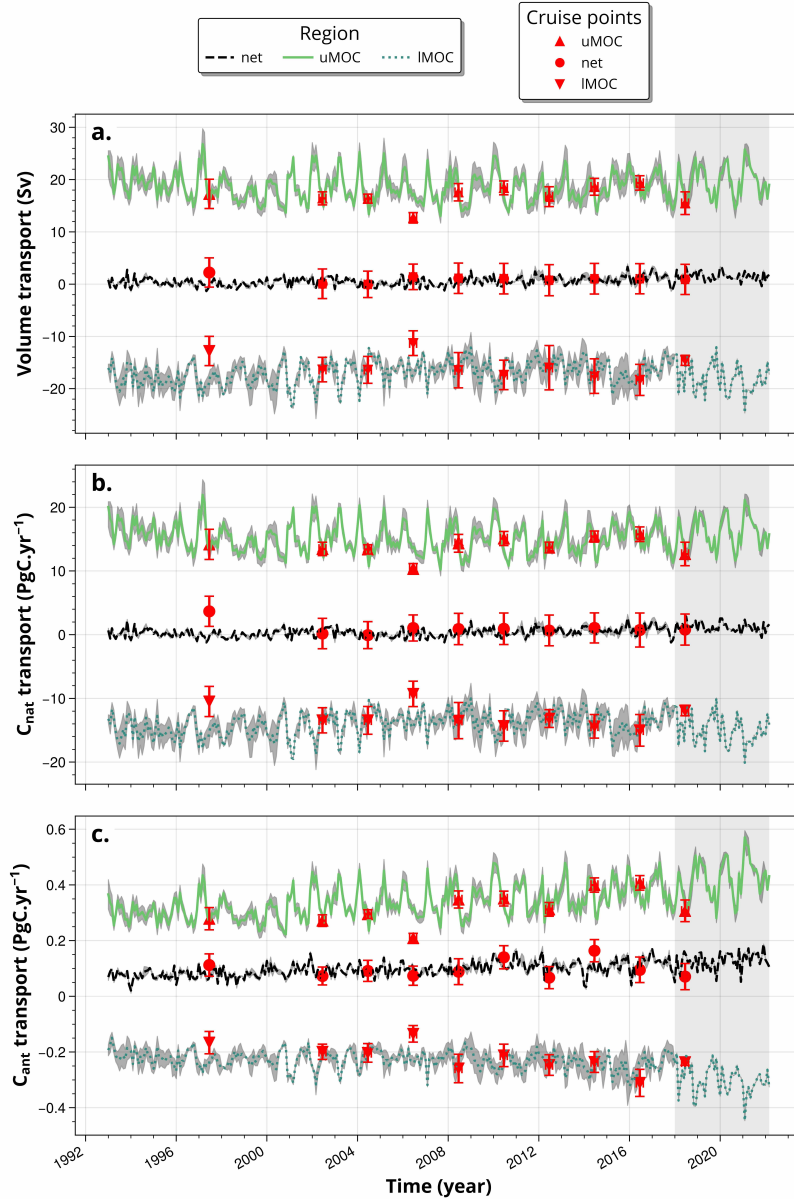 Region
net uMOC lMOC
Cruise points
uMOC
net
lMOC
a.
Volume transport (Sv)
30
20
10
0
−10
−20
b.
Cnat transport (PgC.yr⁻¹)
20
10
0
−10
−20
c.
Cant transport (PgC.yr⁻¹)
0.6
0.4
0.2
0
−0.2
−0.4
1992 1996 2000 2004 2008 2012 2016 2020
Time (year)